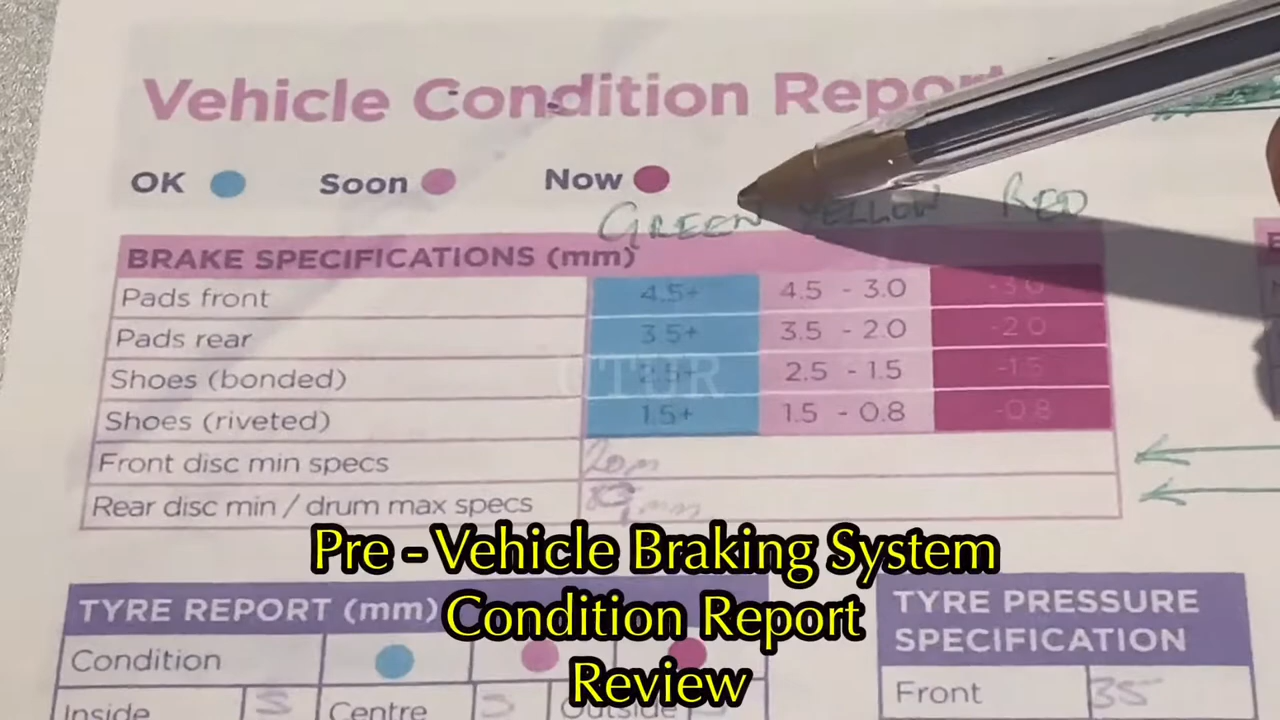 Vehicle Condition Report
OK Soon Now
GREEN YELLOW RED
BRAKE SPECIFICATIONS (mm)
Pads front 4.5+ 4.5 - 3.0 -3.0
Pads rear 3.5+ 3.5 - 2.0 -2.0
Shoes (bonded) 2.5+ 2.5 - 1.5 -1.5
Shoes (riveted) 1.5+ 1.5 - 0.8 -0.8
Front disc min specs
Rear disc min / drum max specs
Pre - Vehicle Braking System
Condition Report
Review
TYRE REPORT (mm)
Condition
Inside 5 Centre 5 Outside
TYRE PRESSURE
SPECIFICATION
Front 35